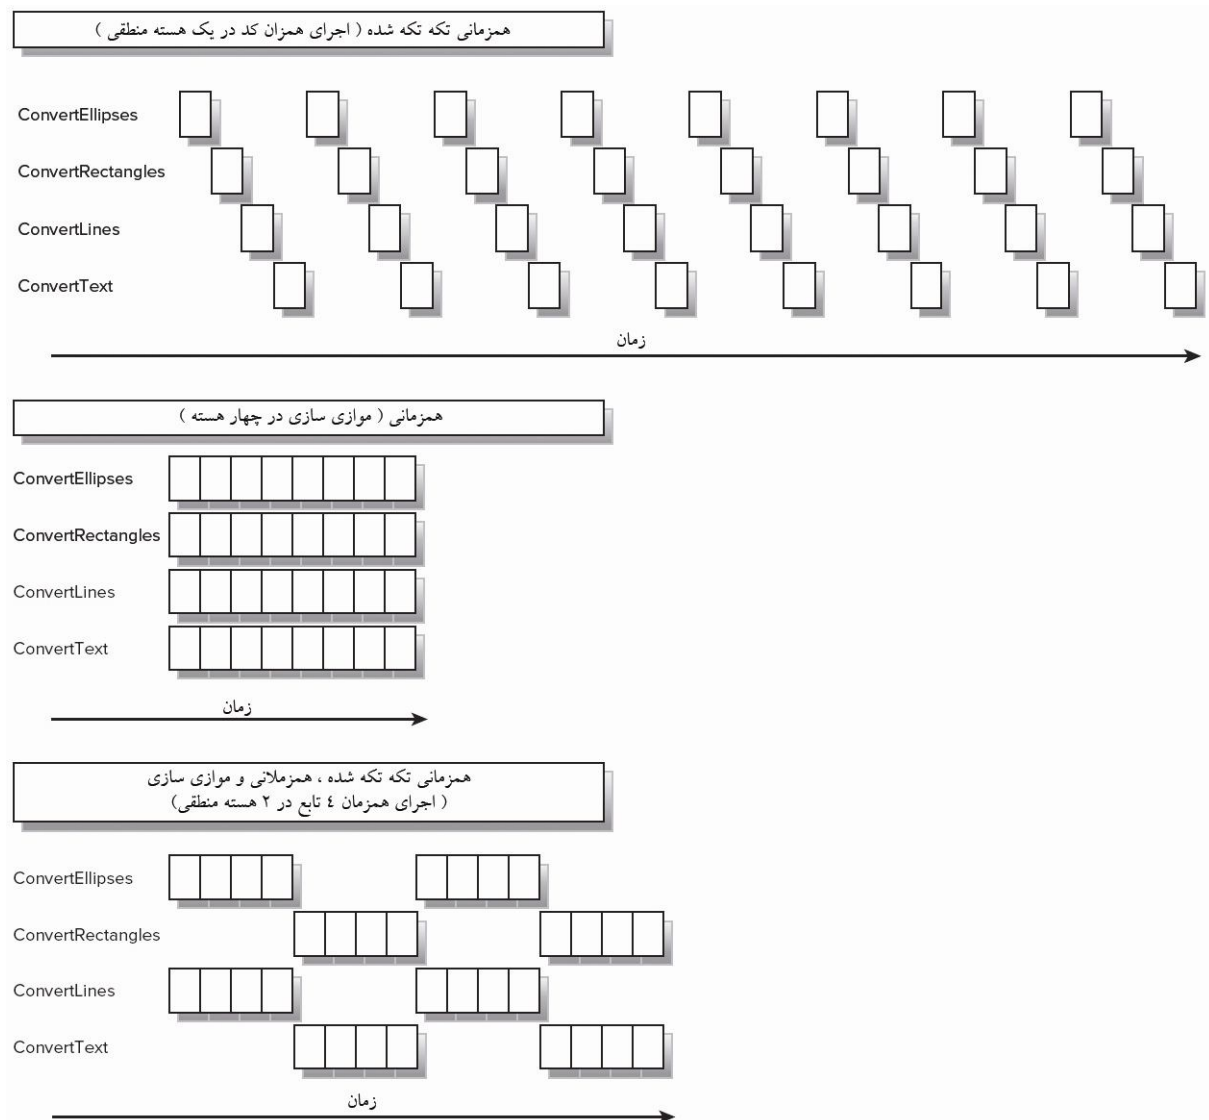 همزمانی تکه تکه شده ( اجرای همزان کد در یک هسته منطقی )
ConvertEllipses
ConvertRectangles
ConvertLines
ConvertText
زمان
همزمانی ( موازی سازی در چهار هسته )
ConvertEllipses
ConvertRectangles
ConvertLines
ConvertText
زمان
همزمانی تکه تکه شده ، همزملانی و موازی سازی
( اجرای همزمان ٤ تابع در ٢ هسته منطقی)
ConvertEllipses
ConvertRectangles
ConvertLines
ConvertText
زمان